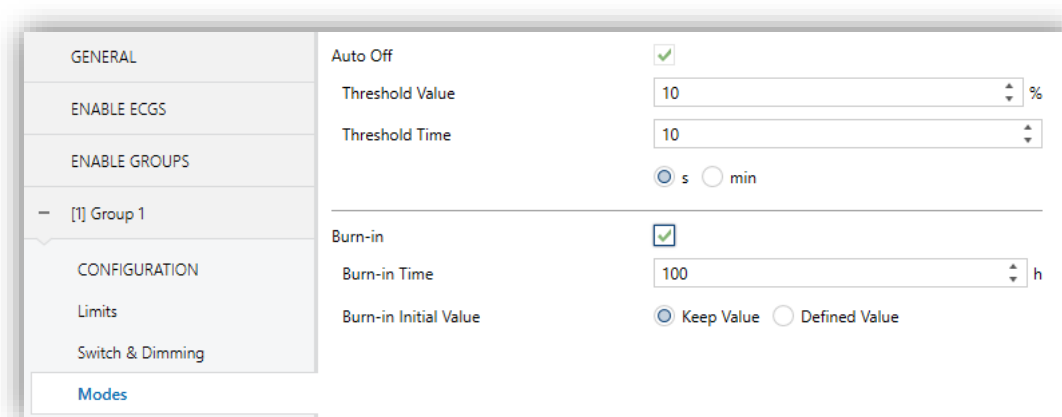 GENERAL
ENABLE ECGS
ENABLE GROUPS
[1] Group 1
CONFIGURATION
Limits
Switch & Dimming
Modes
Auto Off
Threshold Value 10 %
Threshold Time 10
s min
Burn-in
Burn-in Time 100 h
Burn-in Initial Value Keep Value Defined Value